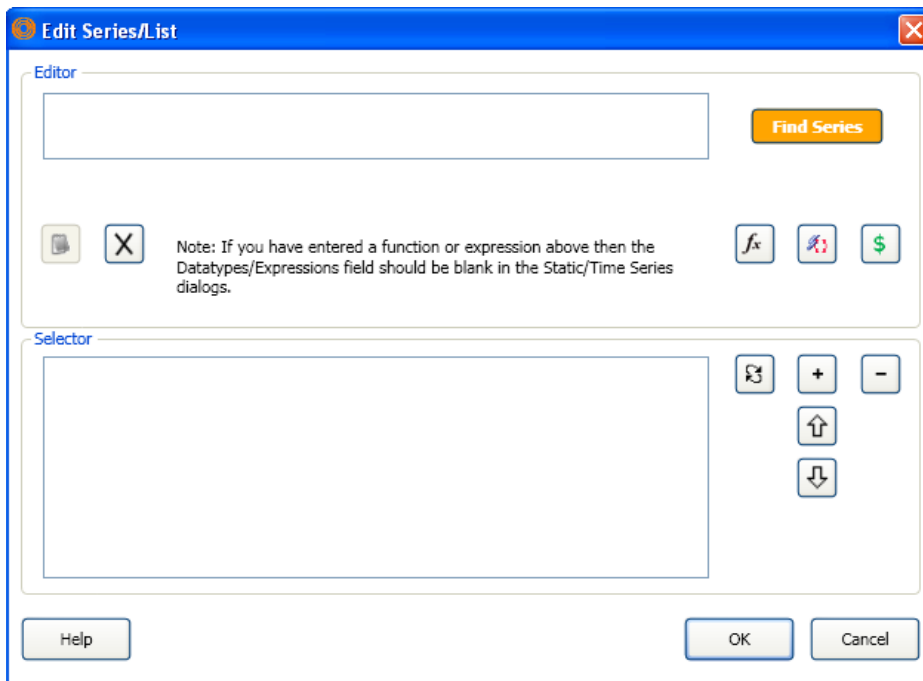 Edit Series/List
Editor
Find Series
X
fx
$
Note: If you have entered a function or expression above then the
Datatypes/Expressions field should be blank in the Static/Time Series
dialogs.
Selector
+
-
Help
OK
Cancel